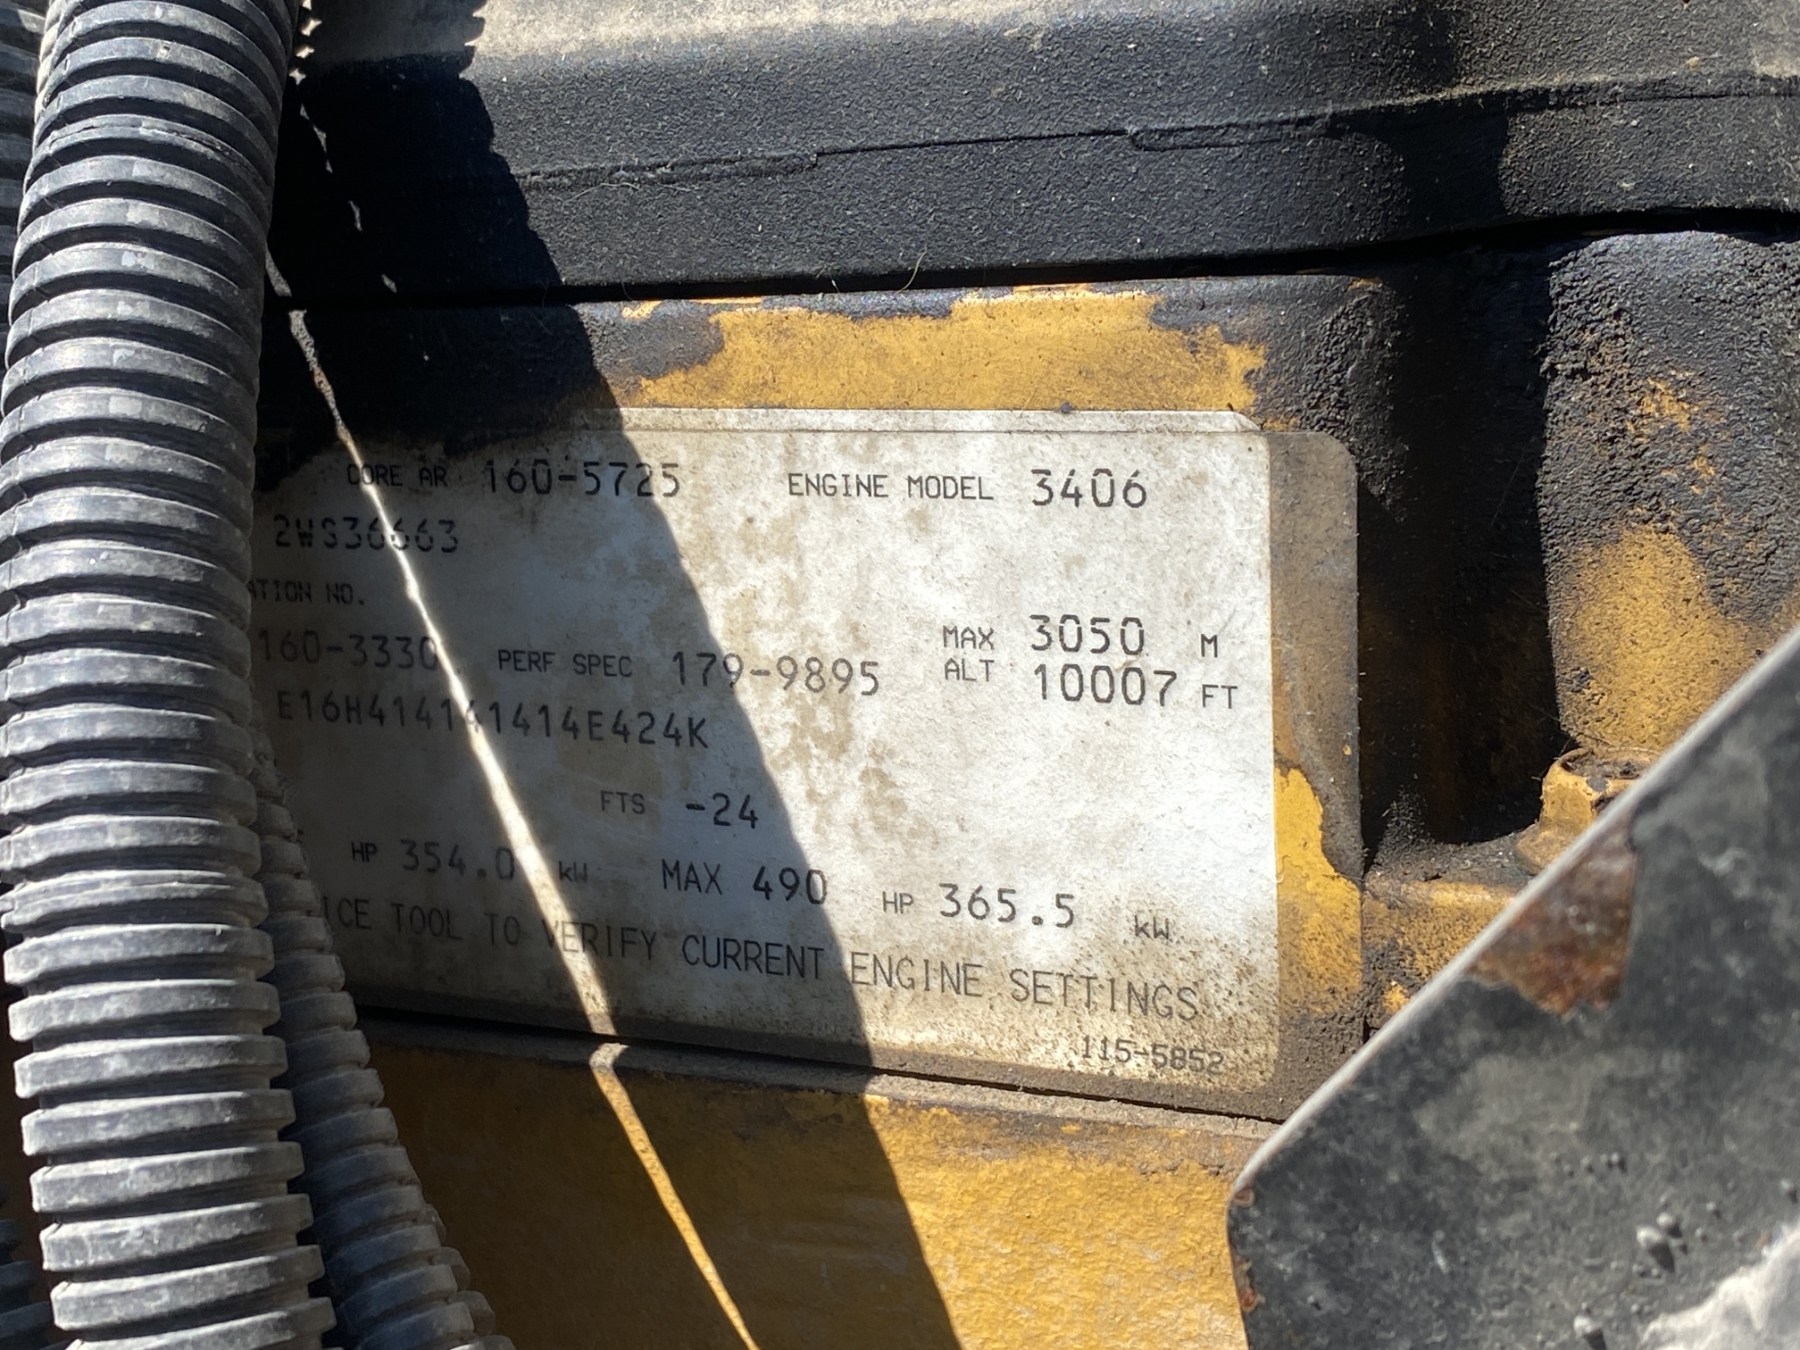 CORE AR 160-5725 ENGINE MODEL 3406
2WS36663
ATION NO.
160-3330 PERF SPEC 179-9895 MAX ALT 3050 M 10007 FT
E16H414141414E424K
FTS -24
HP 354.0 kW MAX 490 HP 365.5 kW
ICE TOOL TO VERIFY CURRENT ENGINE SETTINGS
115-5852